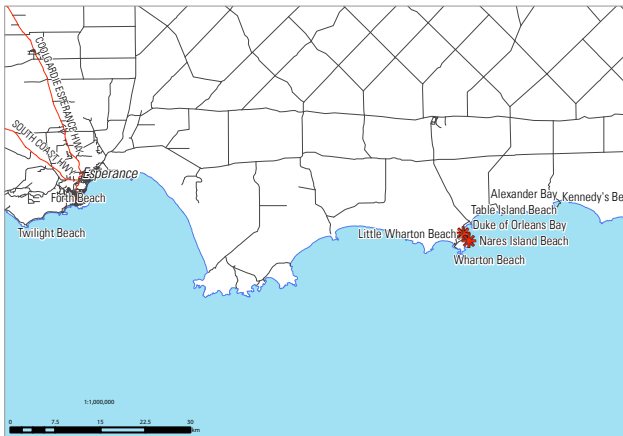 COOLGARDIE ESPERANCE HWY
SOUTH COAST HWY
Esperance
Forth Beach
Twilight Beach
Alexander Bay
Kennedy's Be
Table Island Beach
Duke of Orleans Bay
Little Wharton Beach
Nares Island Beach
Wharton Beach
1:1,000,000
0 7.5 15 22.5 30
km